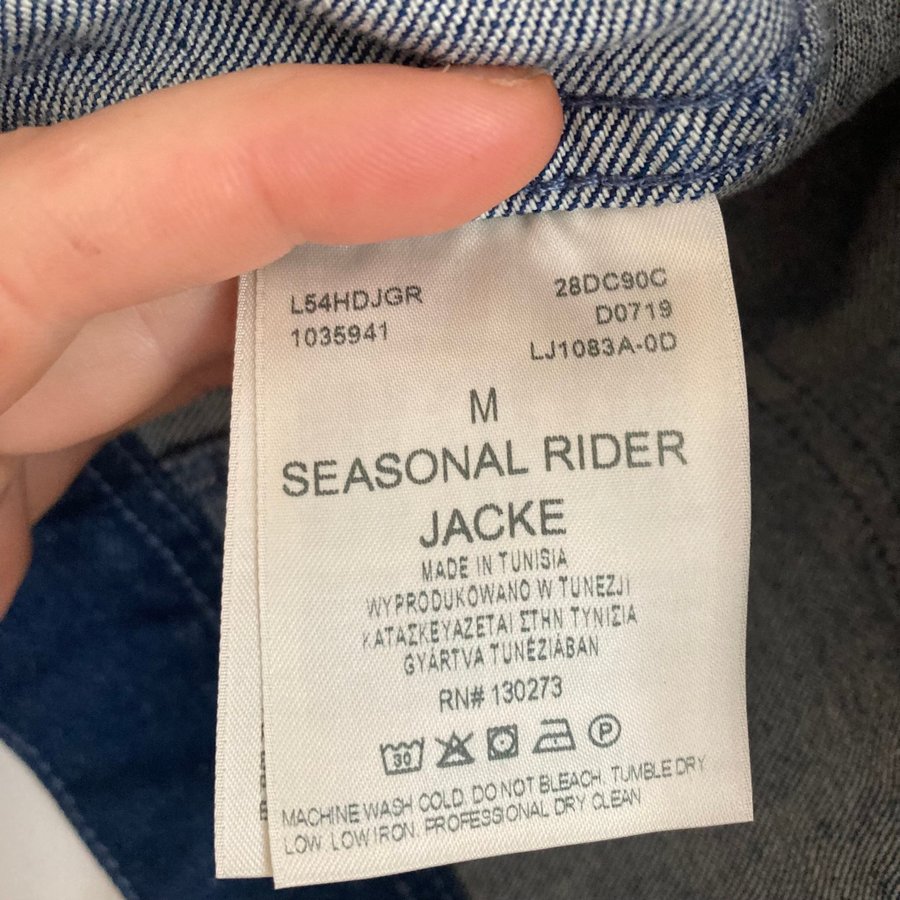 L54HDJGR 28DC90C
1035941 D0719
LJ1083A-0D
M
SEASONAL RIDER
JACKE
MADE IN TUNISIA
WYPRODUKOWANO W TUNEZJI
ΚΑΤΑΣΚΕΥΑΖΕΤΑΙ ΣΤΗΝ ΤΥΝΙΣΙΑ
GYÁRTVA TUNÉZIÁBAN
RN# 130273
30 P
MACHINE WASH COLD. DO NOT BLEACH. TUMBLE DRY
LOW. LOW IRON. PROFESSIONAL DRY CLEAN